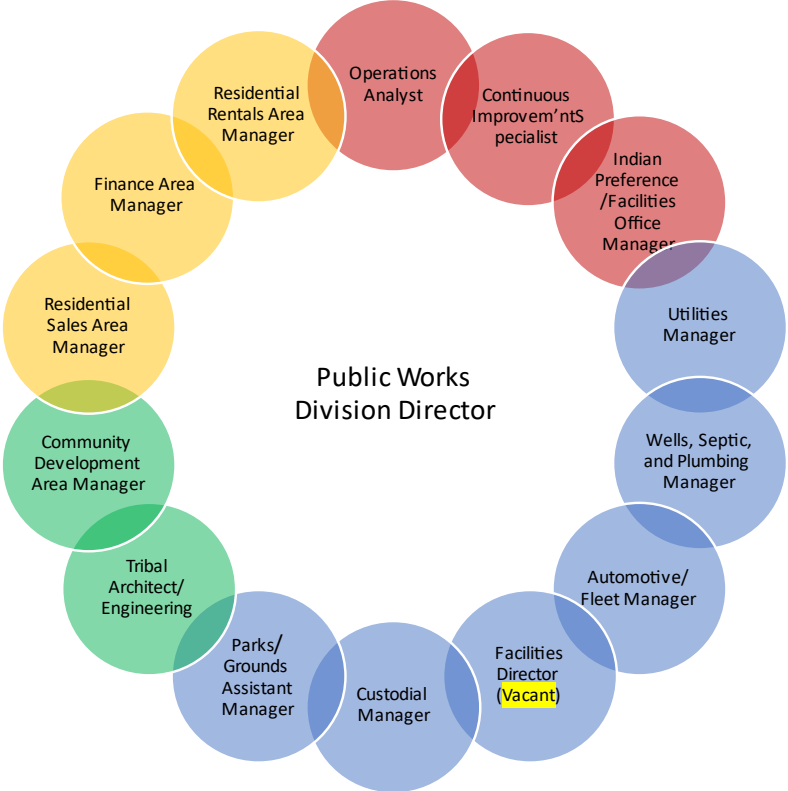 Operations
Analyst
Continuous
Improvem’ntS
pecialist
Indian
Preference
/Facilities
Office
Manager
Utilities
Manager
Wells, Septic,
and Plumbing
Manager
Automotive/
Fleet Manager
Facilities
Director
(Vacant)
Custodial
Manager
Parks/
Grounds
Assistant
Manager
Tribal
Architect/
Engineering
Community
Development
Area Manager
Residential
Sales Area
Manager
Finance Area
Manager
Residential
Rentals Area
Manager
Public Works
Division Director